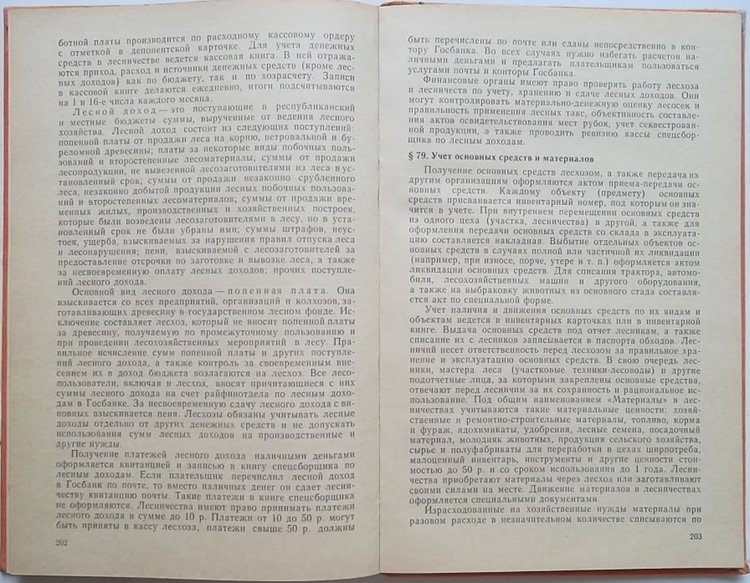 ботной платы производится по расходному кассовому ордеру
с отметкой в депонентской карточке. Для учета денежных
средств в лесничестве ведется кассовая книга. В ней отража-
ются приход, расход и источники денежных средств (кроме лес-
ных доходов) как по бюджету, так и по хозрасчету. Записи
в кассовой книге делаются ежедневно, итоги подсчитываются
на 1 и 16-е числа каждого месяца.
Лесной доход — это поступающие в республиканский
и местные бюджеты суммы, вырученные от ведения лесного
хозяйства. Лесной доход состоит из следующих поступлений:
попенной платы от продажи леса на корню, ветровальной и бу-
реломной древесины; платы за некоторые виды побочных поль-
зований и второстепенные лесоматериалы; суммы от продажи
лесопродукции, не вывезенной лесозаготовителями из леса в ус-
тановленный срок; суммы от продажи незаконно срубленного
леса, незаконно добытой продукции лесных побочных пользова-
ний и второстепенных лесоматериалов; суммы от продажи вре-
менных жилых, производственных и хозяйственных построек,
которые были возведены лесозаготовителями в лесу, но в уста-
новленный срок не были убраны ими; суммы штрафов, неус-
тоек, ущерба, взыскиваемых за нарушения правил отпуска леса
и лесонарушения; пени, взыскиваемой с лесозаготовителей за
предоставление отсрочки по заготовке и вывозке леса, а также
за несвоевременную оплату лесных доходов; прочих поступле-
ний лесного дохода.
Основной вид лесного дохода — попенная плата. Она
взыскивается со всех предприятий, организаций и колхозов, за-
готавливающих древесину в государственном лесном фонде. Ис-
ключение составляет лесхоз, который не вносит попенной платы
за древесину, получаемую по промежуточному пользованию и
при проведении лесохозяйственных мероприятий в лесу. Пра-
вильное исчисление сумм попенной платы и других поступлений
лесного дохода, а также контроль за своевременным внесе-
нием их в доход бюджета возлагаются на лесхоз. Все лесо-
пользователи, включая и лесхоз, вносят причитающиеся с них
суммы лесного дохода на счет райфинотдела по лесным дохо-
дам в Госбанке. За несвоевременную сдачу лесного дохода с ви-
новных взыскивается пеня. Лесхозы обязаны учитывать лесные
доходы отдельно от других денежных средств и не допускать
использования сумм лесных доходов на производственные и
другие нужды.
Получение платежей лесного дохода наличными деньгами
оформляется квитанцией и записью в книгу спецсборщика по
лесным доходам. Если плательщик перечислил лесной доход
в Госбанк по почте, то вместо наличных денег он сдает лесни-
честву квитанцию почты. Такие платежи в книге спецсборщика
не оформляются. Лесничества имеют право принимать платежи
лесного дохода в сумме до 10 р. Платежи от 10 до 50 р. могут
быть приняты в кассу лесхоза, платежи свыше 50 р. должны
202
быть перечислены по почте или сданы непосредственно в кон-
тору Госбанка. Во всех случаях нужно избегать расчетов на-
личными деньгами и предлагать плательщикам пользоваться
услугами почты и конторы Госбанка.
Финансовые органы имеют право проверять работу лесхоза
и лесничеств по учету, хранению и сдаче лесных доходов. Они
могут контролировать материально-денежную оценку лесосек и
правильность применения лесных такс, объективность составле-
ния актов освидетельствования мест рубок, учет секвестрован-
ной продукции, а также проводить ревизию кассы спецсбор-
щика по лесным доходам.
§ 79. Учет основных средств и материалов
Получение основных средств лесхозом, а также передача их
другим организациям оформляются актом приема-передачи ос-
новных средств. Каждому объекту (предмету) основных
средств присваивается инвентарный номер, под которым он зна-
чится в учете. При внутреннем перемещении основных средств
из одного цеха (участка, лесничества) в другой, а также для
оформления передачи основных средств со склада в эксплуата-
цию составляется накладная. Выбытие отдельных объектов ос-
новных средств в случаях полной или частичной их ликвидации
(например, при износе, порче, утере и т. п.) оформляется актом
ликвидации основных средств. Для списания трактора, автомо-
биля, лесохозяйственных машин и другого оборудования,
а также на выбраковку животных из основного стада составля-
ется акт по специальной форме.
Учет наличия и движения основных средств по их видам и
объектам ведется в инвентарных карточках или в инвентарной
книге. Выдача основных средств под отчет лесникам, а также
списание их с лесников записывается в паспорта обходов. Лес-
ничий несет ответственность перед лесхозом за правильное хране-
ние и эксплуатацию основных средств. В свою очередь лес-
ники, мастера леса (участковые техники-лесоводы) и другие
подотчетные лица, за которыми закреплены основные средства,
отвечают перед лесничим за их сохранность и рациональное ис-
пользование. Под общим наименованием «Материалы» в лес-
ничествах учитываются такие материальные ценности: хозяй-
ственные и ремонтно-строительные материалы, топливо, корма
и фураж, ядохимикаты, удобрения, лесные семена, посадочный
материал, молодняк животных, продукция сельского хозяйства,
сырье и полуфабрикаты для переработки в цехах ширпотреба,
малоценный инвентарь, инструменты и другие ценности стои-
мостью до 50 р. и со сроком использования до 1 года. Лесни-
чества приобретают материалы через лесхоз или заготавливают
своими силами на месте. Движение материалов в лесничествах
оформляется специальными документами.
Израсходованные на хозяйственные нужды материалы при
разовом расходе в незначительном количестве списываются по
203